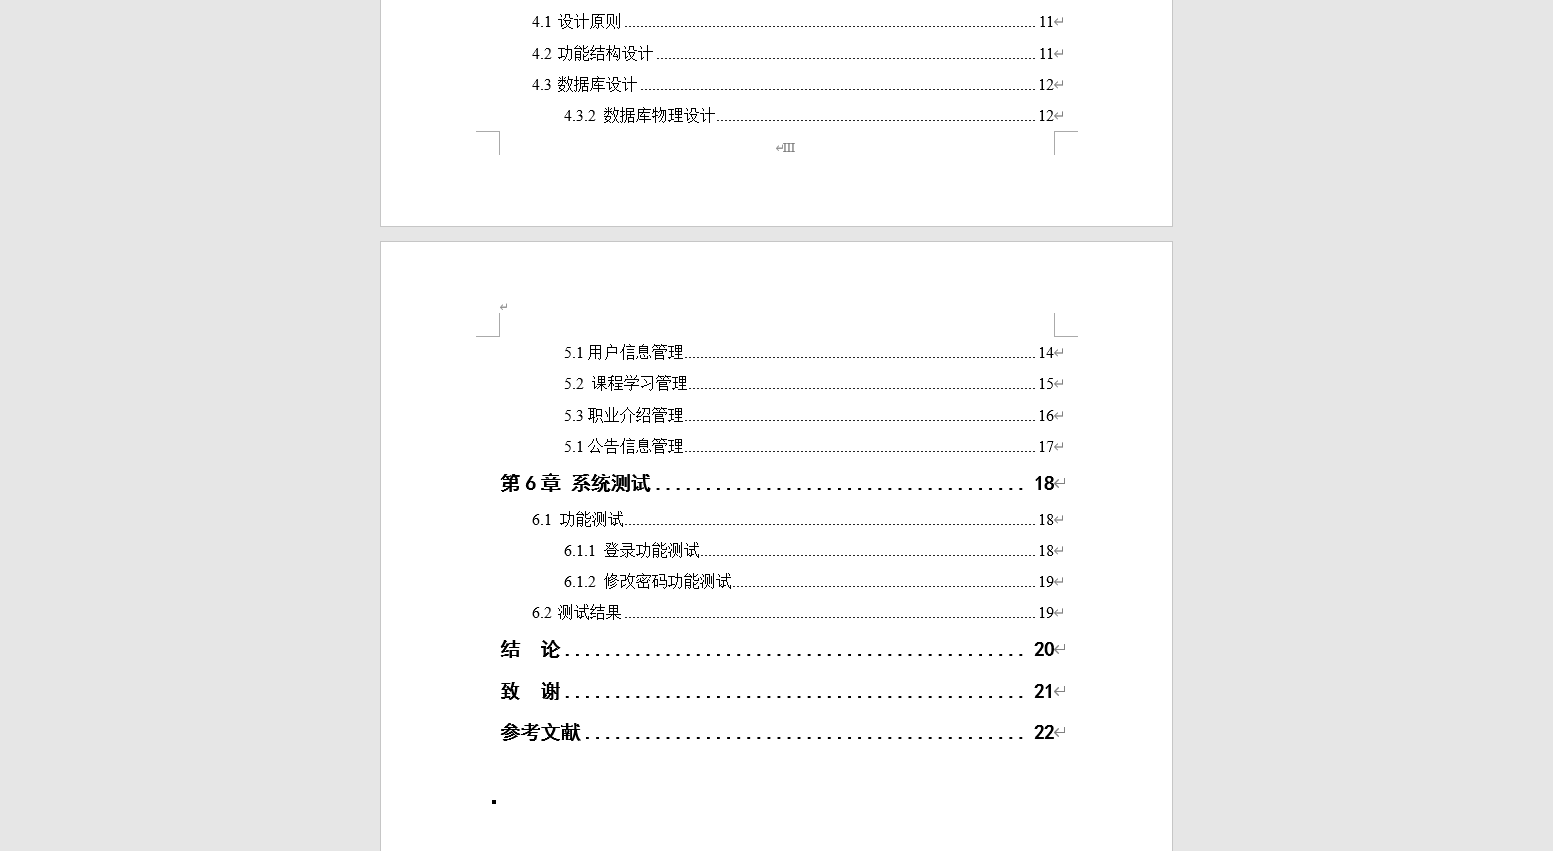 4.1 设计原则 11
4.2 功能结构设计 11
4.3 数据库设计 12
4.3.2 数据库物理设计 12
III
5.1 用户信息管理 14
5.2 课程学习管理 15
5.3 职业介绍管理 16
5.1 公告信息管理 17
第 6 章 系统测试 18
6.1 功能测试 18
6.1.1 登录功能测试 18
6.1.2 修改密码功能测试 19
6.2 测试结果 19
结 论 20
致 谢 21
参考文献 22